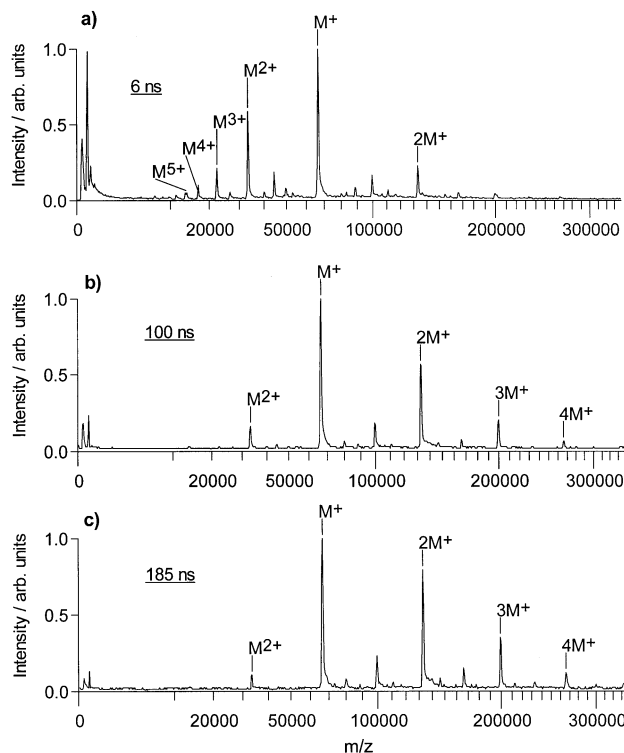 a)
Intensity / arb. units
6 ns
M+
M2+
M3+
M4+
M5+
2M+
1.0
0.5
0.0
0 20000 50000 100000 200000 300000
b)
Intensity / arb. units
100 ns
M+
2M+
M2+
3M+
4M+
1.0
0.5
0.0
0 20000 50000 100000 200000 300000
c)
Intensity / arb. units
185 ns
M+
2M+
M2+
3M+
4M+
1.0
0.5
0.0
0 20000 50000 100000 200000 300000
m/z